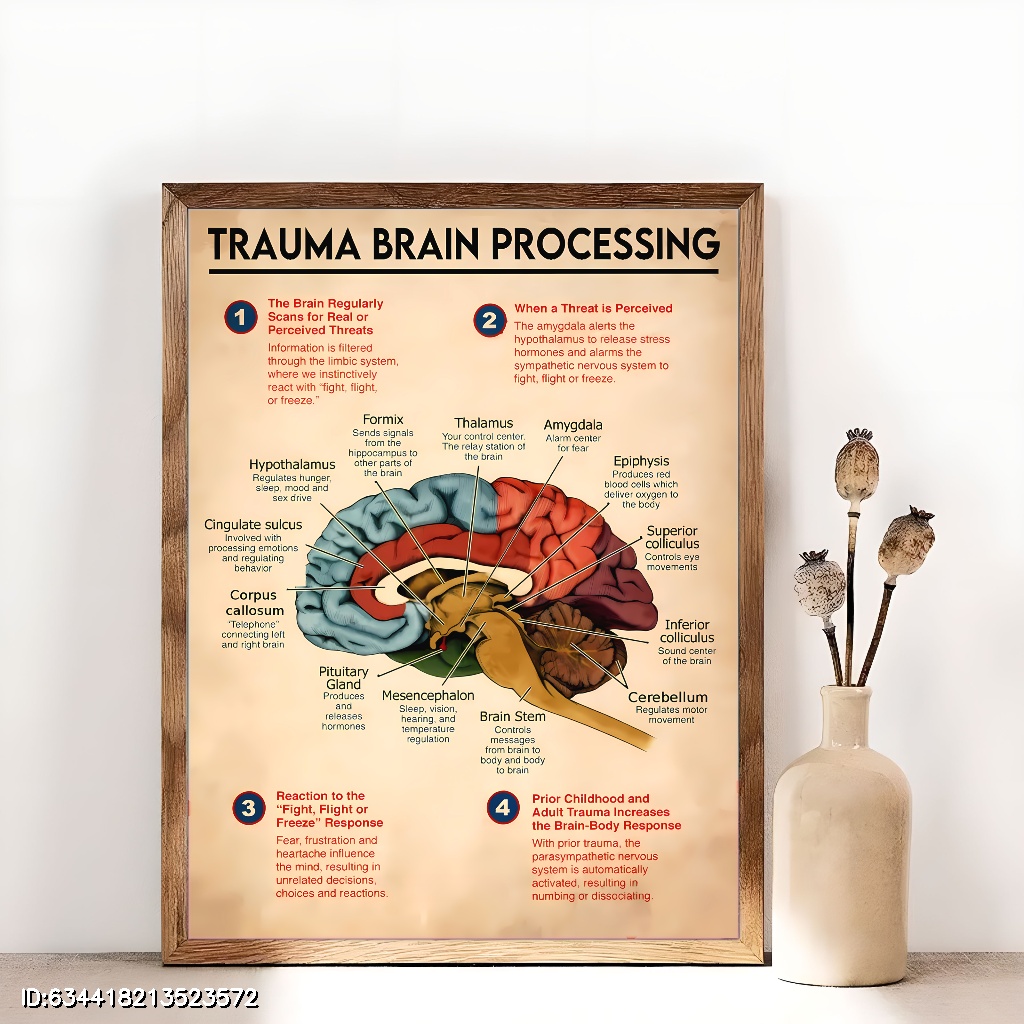 TRAUMA BRAIN PROCESSING
1
The Brain Regularly
Scans for Real or
Perceived Threats
Information is filtered
through the limbic system,
where we instinctively
react with "fight, flight,
or freeze."
2
When a Threat is Perceived
The amygdala alerts the
hypothalamus to release stress
hormones and alarms the
sympathetic nervous system to
fight, flight or freeze.
Formix
Sends signals
from the
hippocampus to
other parts of
the brain
Thalamus
Your control center.
The relay station of
the brain
Amygdala
Alarm center
for fear
Hypothalamus
Regulates hunger,
sleep, mood and
sex drive
Epiphysis
Produces red
blood cells which
deliver oxygen to
the body
Cingulate sulcus
Involved with
processing emotions
and regulating
behavior
Superior
colliculus
Controls eye
movements
Corpus
callosum
"Telephone"
connecting left
and right brain
Inferior
colliculus
Sound center
of the brain
Pituitary
Gland
Produces
and
releases
hormones
Mesencephalon
Sleep, vision,
hearing, and
temperature
regulation
Brain Stem
Controls
messages
from brain to
body and body
to brain
Cerebellum
Regulates motor
movement
3
Reaction to the
"Fight, Flight or
Freeze" Response
Fear, frustration and
heartache influence
the mind, resulting in
unrelated decisions,
choices and reactions.
4
Prior Childhood and
Adult Trauma Increases
the Brain-Body Response
With prior trauma, the
parasympathetic nervous
system is automatically
activated, resulting in
numbing or dissociating.
ID:634418213523572